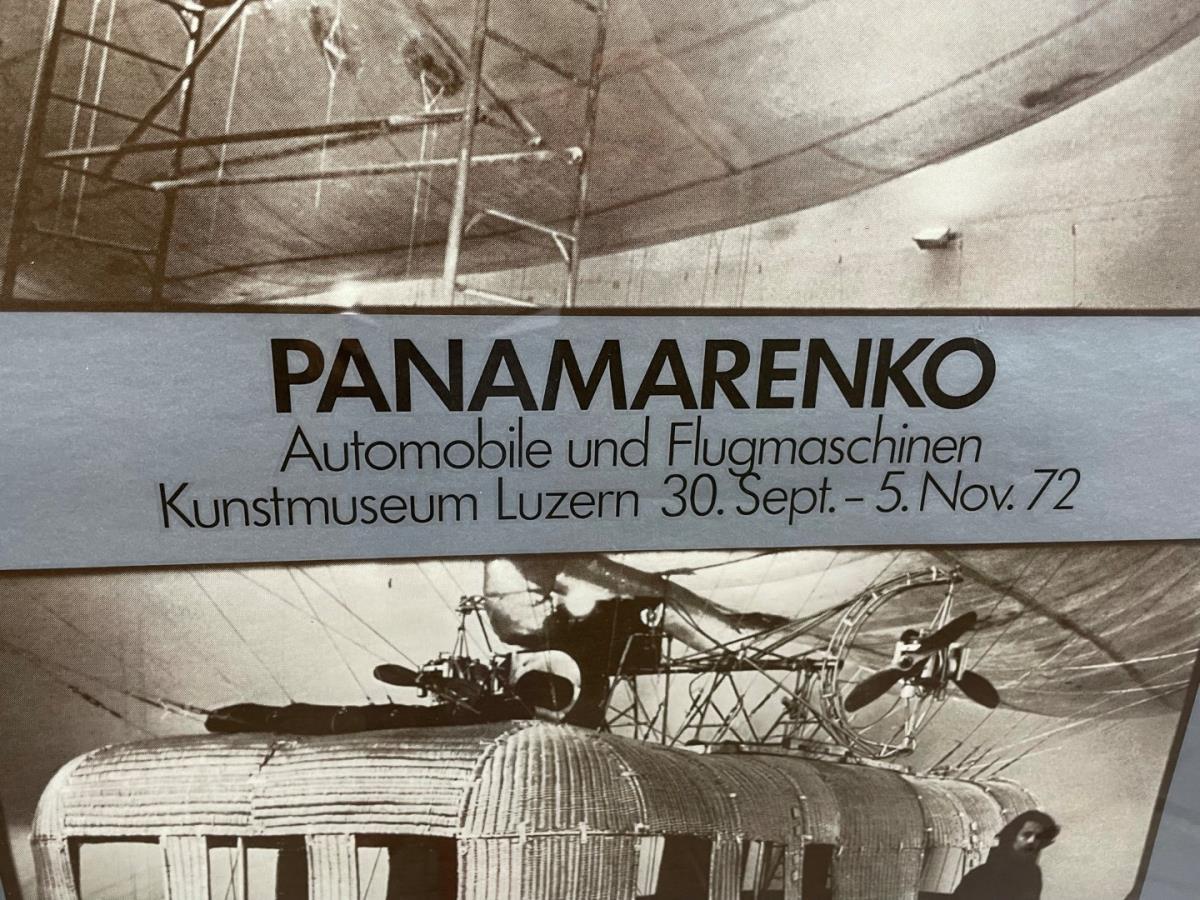 PANAMARENKO
Automobile und Flugmaschinen
Kunstmuseum Luzern 30. Sept. – 5. Nov. 72